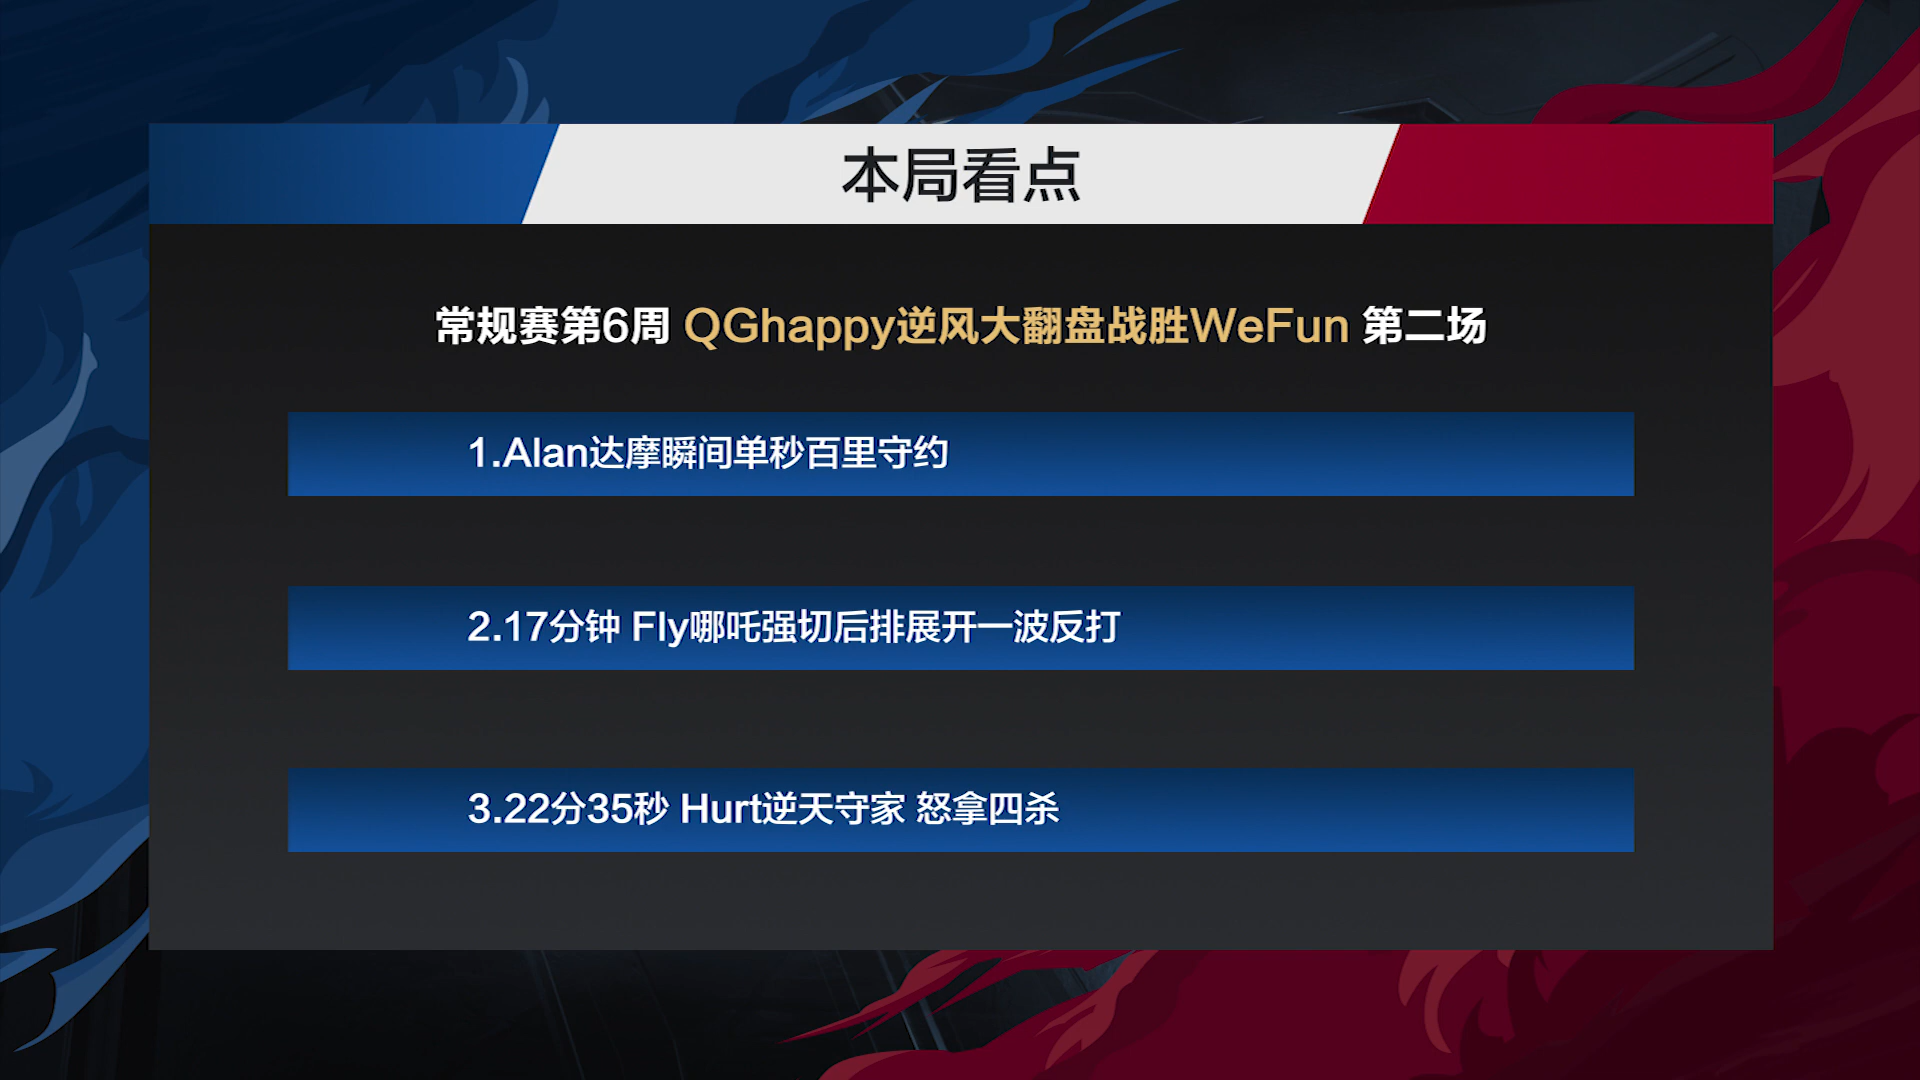 本局看点
常规赛第6周 QGhappy逆风大翻盘战胜WeFun 第二场
1.Alan达摩瞬间单秒百里守约
2.17分钟 Fly哪吒强切后排展开一波反打
3.22分35秒 Hurt逆天守家 怒拿四杀